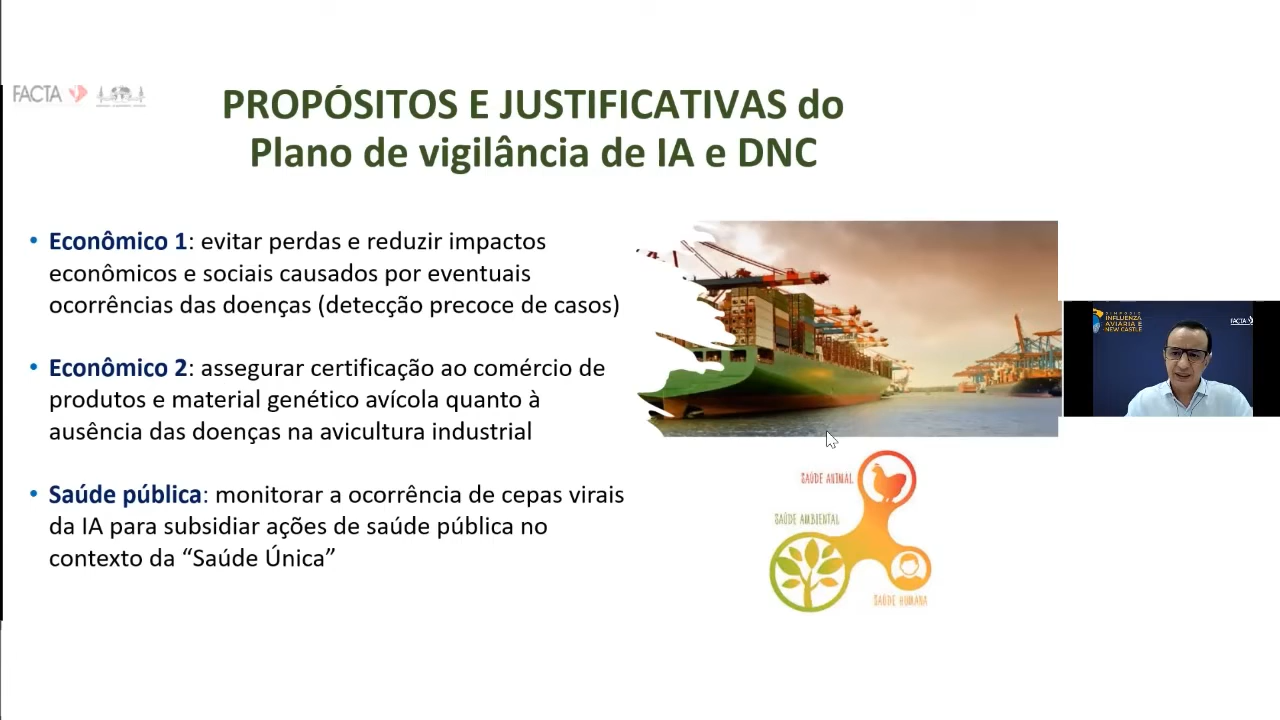 FACTA
PROPÓSITOS E JUSTIFICATIVAS do
Plano de vigilância de IA e DNC
• Econômico 1: evitar perdas e reduzir impactos
econômicos e sociais causados por eventuais
ocorrências das doenças (detecção precoce de casos)
• Econômico 2: assegurar certificação ao comércio de
produtos e material genético avícola quanto à
ausência das doenças na avicultura industrial
• Saúde pública: monitorar a ocorrência de cepas virais
da IA para subsidiar ações de saúde pública no
contexto da “Saúde Única”
SAÚDE ANIMAL
SAÚDE AMBIENTAL
SAÚDE HUMANA
SIMPÓSIO
INFLUENZA
AVIÁRIA E
NEW CASTLE
FACTA